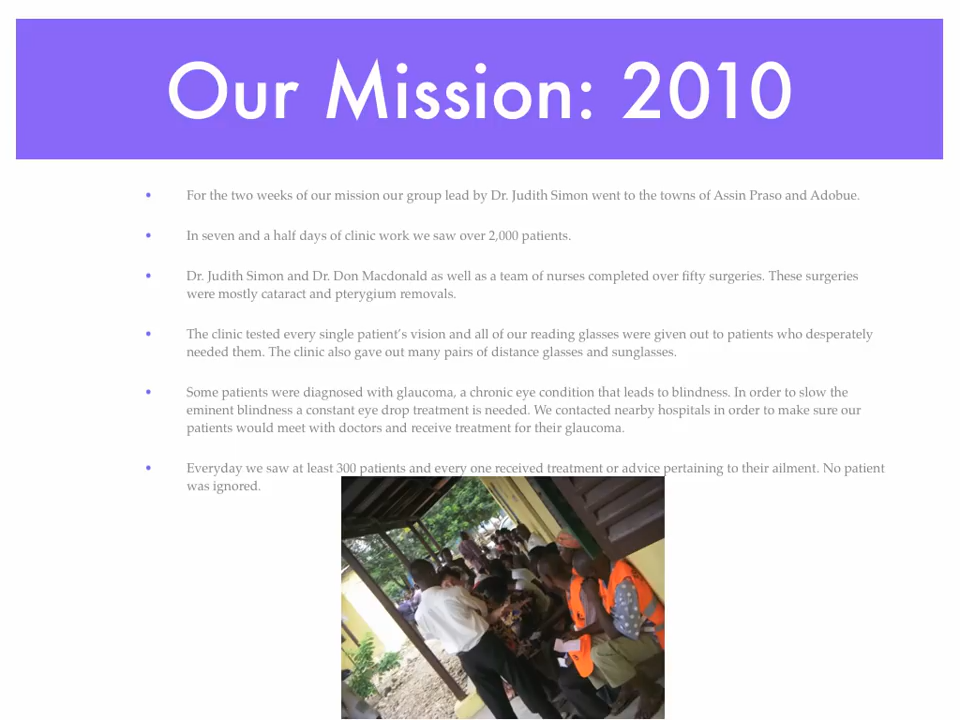 Our Mission: 2010
• For the two weeks of our mission our group lead by Dr. Judith Simon went to the towns of Assin Praso and Adobue.
• In seven and a half days of clinic work we saw over 2,000 patients.
• Dr. Judith Simon and Dr. Don Macdonald as well as a team of nurses completed over fifty surgeries. These surgeries
were mostly cataract and pterygium removals.
• The clinic tested every single patient's vision and all of our reading glasses were given out to patients who desperately
needed them. The clinic also gave out many pairs of distance glasses and sunglasses.
• Some patients were diagnosed with glaucoma, a chronic eye condition that leads to blindness. In order to slow the
eminent blindness a constant eye drop treatment is needed. We contacted nearby hospitals in order to make sure our
patients would meet with doctors and receive treatment for their glaucoma.
• Everyday we saw at least 300 patients and every one received treatment or advice pertaining to their ailment. No patient
was ignored.